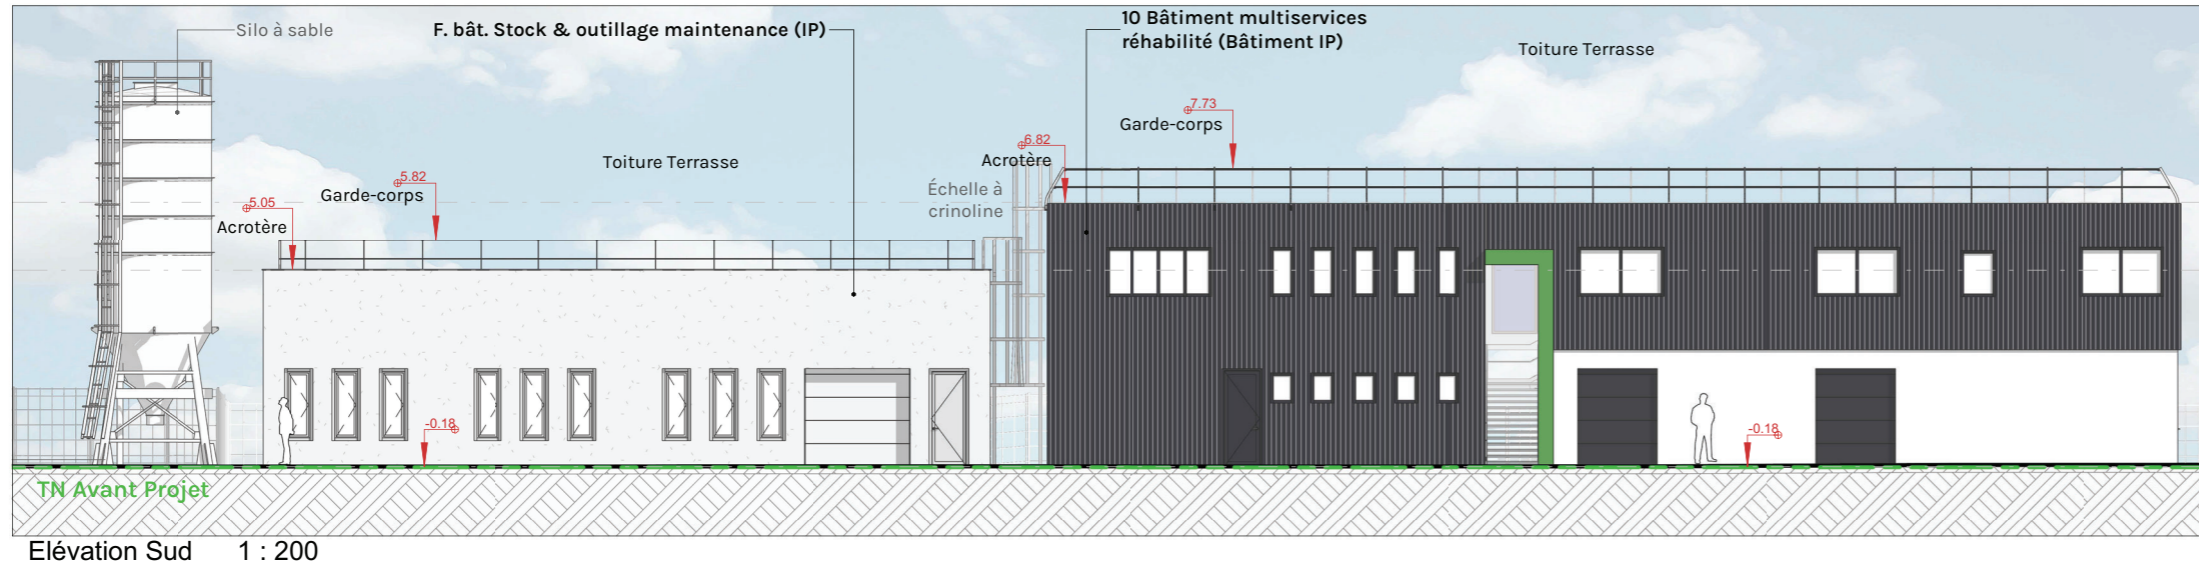 Silo à sable
F. bât. Stock & outillage maintenance (IP)
10 Bâtiment multiservices
réhabilité (Bâtiment IP)
Toiture Terrasse
7.73
Garde-corps
6.82
Acrotère
Toiture Terrasse
5.82
Garde-corps
Échelle à
crinoline
5.05
Acrotère
-0.18
-0.18
TN Avant Projet
Elévation Sud 1 : 200